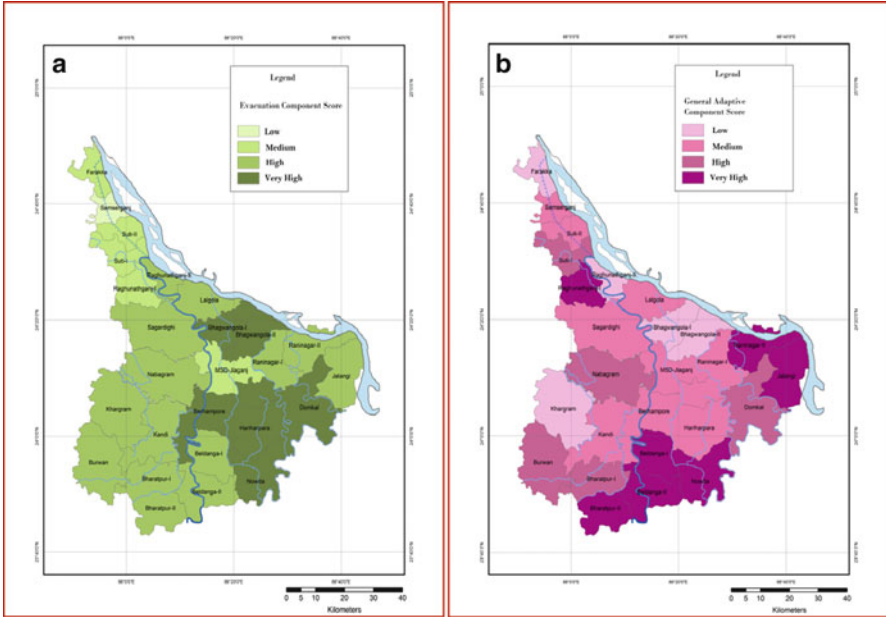 a
Legend
Evacuation Component Score
Low
Medium
High
Very High
Farakka
Samserganj
Suti-II
Suti-I
Raghunathganj-II
Raghunathganj-I
Lalgola
Sagardighi
Bhagwangola-I
Bhagwangola-II
Raninagar-II
Raninagar-I
Jalangi
Nabagram
MSD-Jiaganj
Domkal
Khargram
Berhampore
Hariharpara
Kandi
Beldanga-I
Burwan
Bharatpur-I
Nowda
Beldanga-II
Bharatpur-II
0 5 10 20 30 40
Kilometers
b
Legend
General Adaptive
Component Score
Low
Medium
High
Very High
Farakka
Suti-II
Suti-I
Raghunathganj-II
Raghunathganj-I
Lalgola
Sagardighi
Bhagwangola-I
Bhagwangola-II
Raninagar-II
Raninagar-I
Jalangi
Nabagram
MSD-Jiaganj
Domkal
Khargram
Berhampore
Hariharpara
Kandi
Beldanga-I
Burwan
Bharatpur-I
Nowda
Beldanga-II
Bharatpur-II
0 5 10 20 30 40
Kilometers